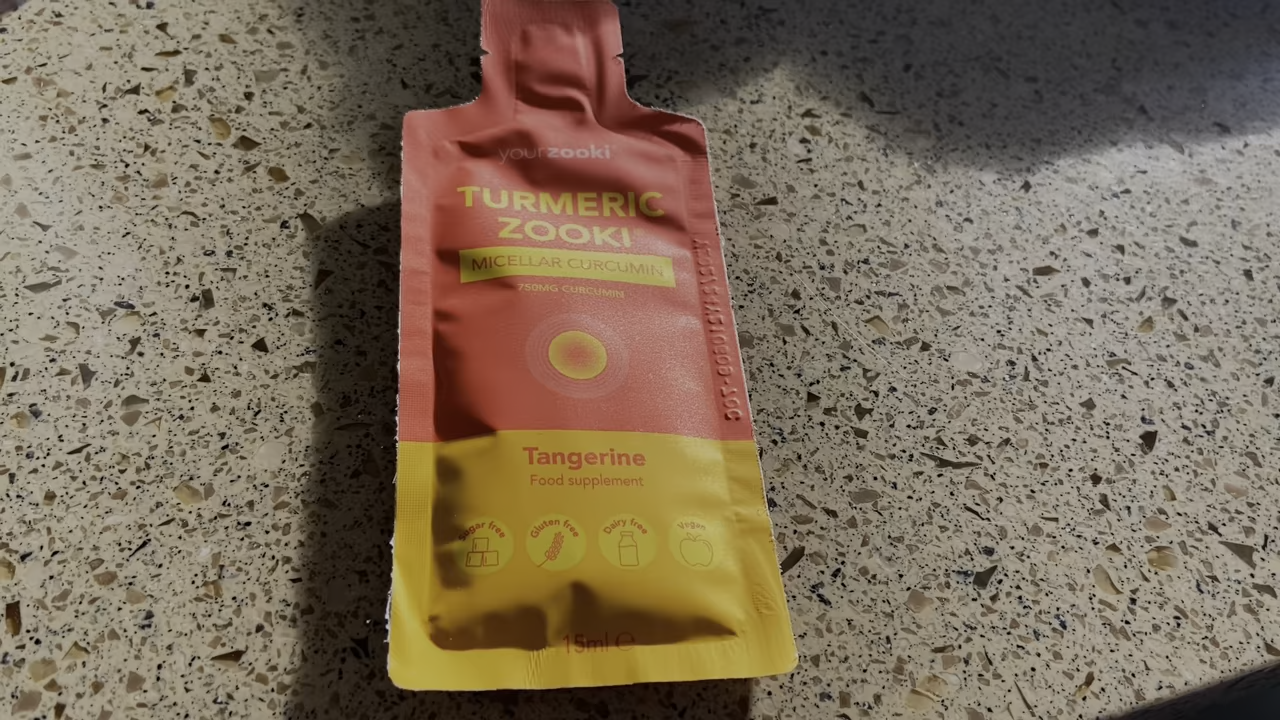 yourzooki
TURMERIC
ZOOKI
MICELLAR CURCUMIN
750MG CURCUMIN
Tangerine
Food supplement
Sugar free
Gluten free
Dairy free
Vegan
15ml ℮